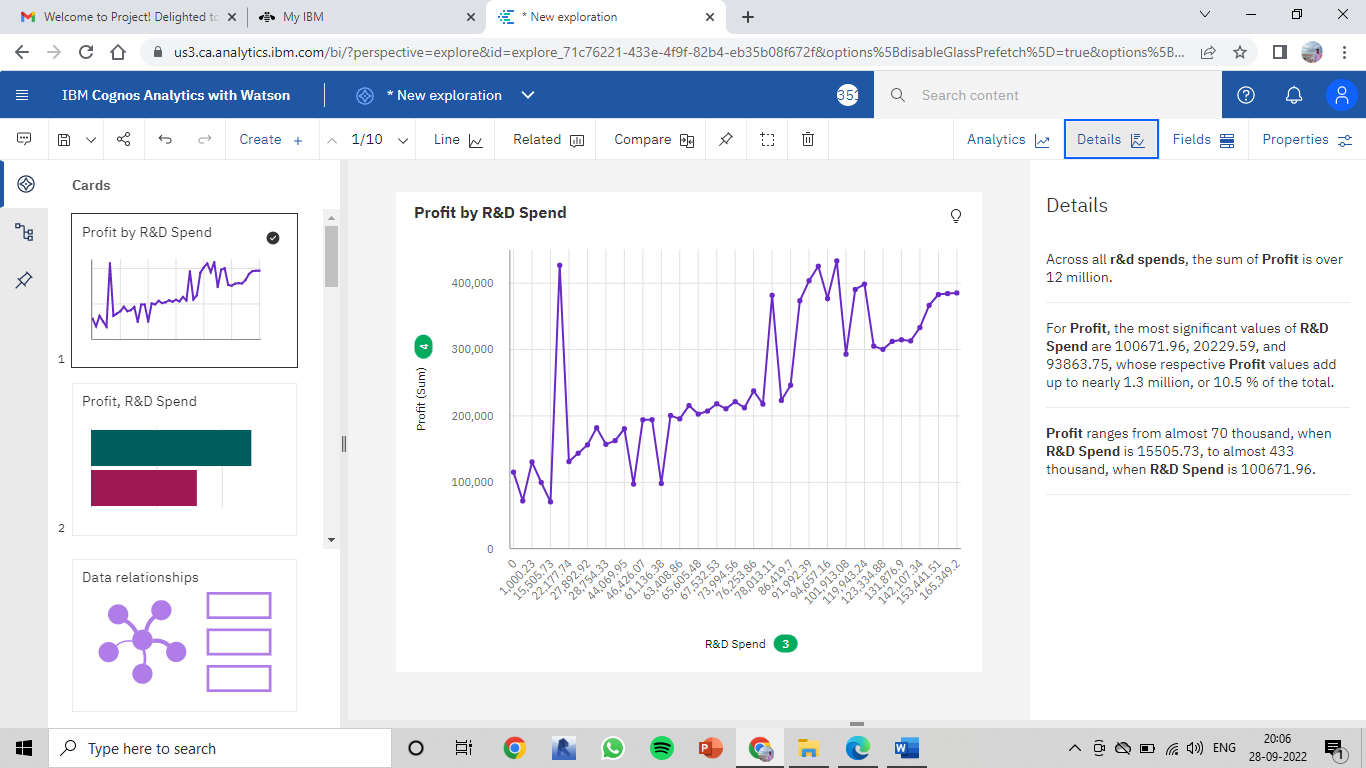 Welcome to Project! Delighted to
My IBM
* New exploration
us3.ca.analytics.ibm.com/bi/?perspective=explore&id=explore_71c76221-433e-4f9f-82b4-eb35b08f672f&options%5BdisableGlassPrefetch%5D=true&options%5B...
IBM Cognos Analytics with Watson
* New exploration
Search content
Create +
1/10
Line
Related
Compare
Analytics
Details
Fields
Properties
Cards
Profit by R&D Spend
1
Profit, R&D Spend
2
Data relationships
Profit by R&D Spend
400,000
300,000
200,000
100,000
0
Profit (Sum)
4
0
1,000.23
15,505.73
22,177.74
27,892.92
28,754.33
44,069.95
46,426.07
61,136.38
63,408.86
65,605.48
67,532.53
73,994.56
76,253.86
78,013.11
86,419.7
91,992.39
94,657.16
101,913.08
119,943.24
123,334.88
131,876.9
142,107.34
153,441.51
165,349.2
R&D Spend 3
Details
Across all r&d spends, the sum of Profit is over
12 million.
For Profit, the most significant values of R&D
Spend are 100671.96, 20229.59, and
93863.75, whose respective Profit values add
up to nearly 1.3 million, or 10.5 % of the total.
Profit ranges from almost 70 thousand, when
R&D Spend is 15505.73, to almost 433
thousand, when R&D Spend is 100671.96.
Type here to search
ENG
20:06
28-09-2022
1